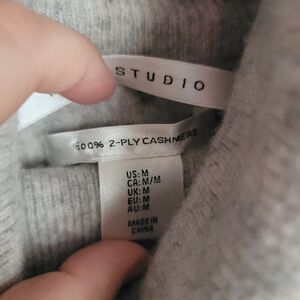 STUDIO
100% 2-PLY CASHMERE
US: M
CA: M/M
UK: M
EU: M
AU: M
MADE IN
CHINA